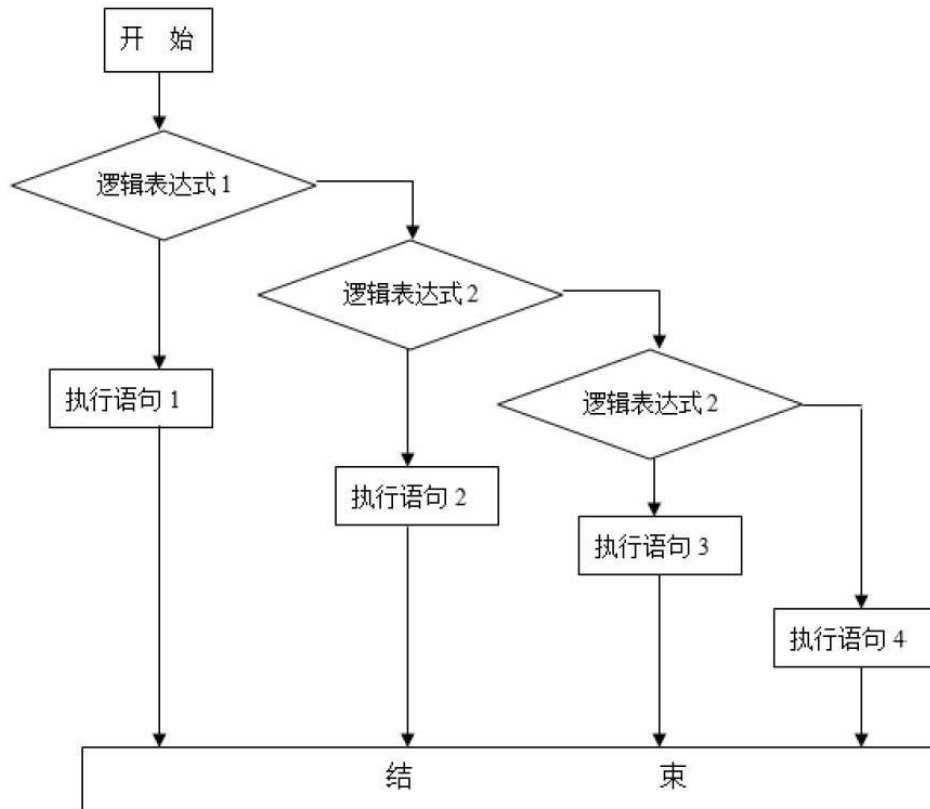 开 始
逻辑表达式 1
逻辑表达式 2
执行语句 1
逻辑表达式 2
执行语句 2
执行语句 3
执行语句 4
结 束